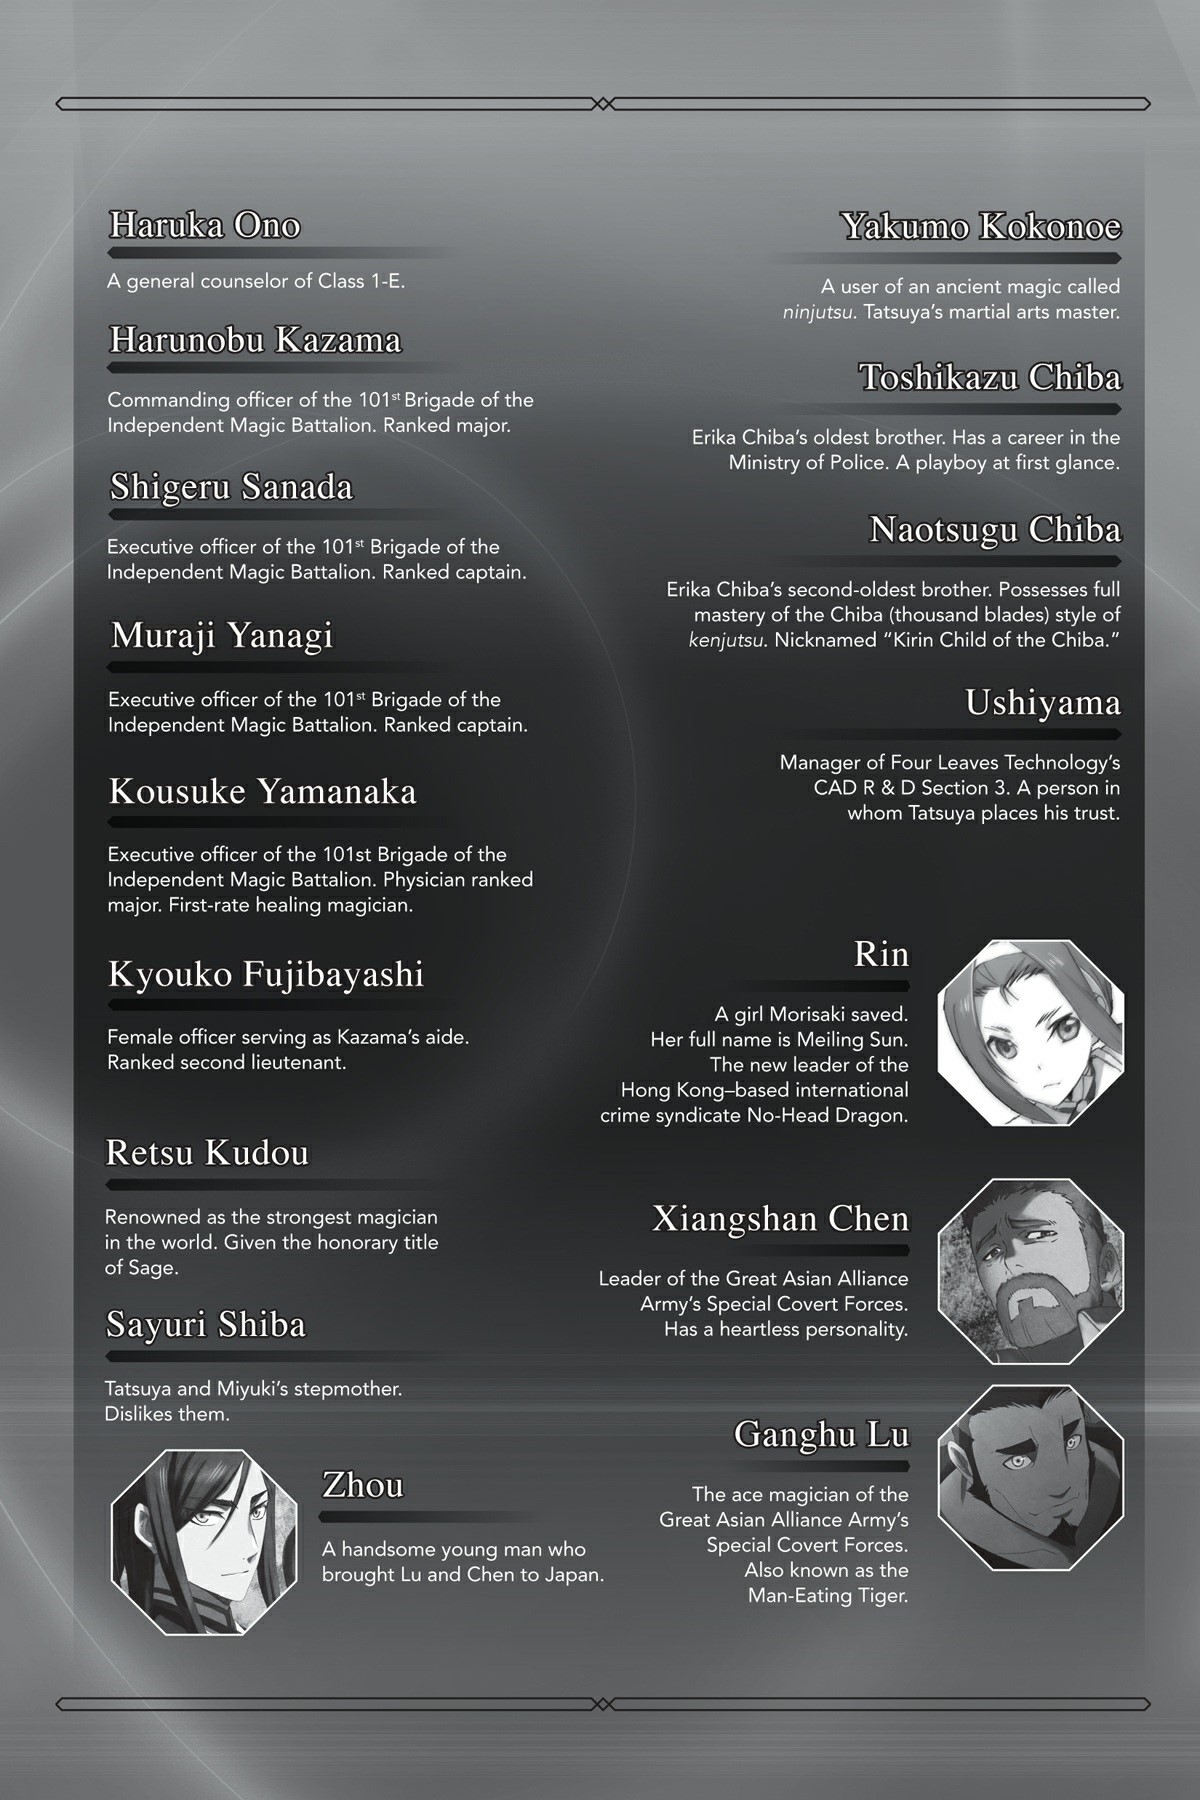 Haruka Ono
A general counselor of Class 1-E.
Harunobu Kazama
Commanding officer of the 101st Brigade of the
Independent Magic Battalion. Ranked major.
Shigeru Sanada
Executive officer of the 101st Brigade of the
Independent Magic Battalion. Ranked captain.
Muraji Yanagi
Executive officer of the 101st Brigade of the
Independent Magic Battalion. Ranked captain.
Kousuke Yamanaka
Executive officer of the 101st Brigade of the
Independent Magic Battalion. Physician ranked
major. First-rate healing magician.
Kyouko Fujibayashi
Female officer serving as Kazama's aide.
Ranked second lieutenant.
Retsu Kudou
Renowned as the strongest magician
in the world. Given the honorary title
of Sage.
Sayuri Shiba
Tatsuya and Miyuki's stepmother.
Dislikes them.
Zhou
A handsome young man who
brought Lu and Chen to Japan.
Yakumo Kokonoe
A user of an ancient magic called
ninjutsu. Tatsuya's martial arts master.
Toshikazu Chiba
Erika Chiba's oldest brother. Has a career in the
Ministry of Police. A playboy at first glance.
Naotsugu Chiba
Erika Chiba's second-oldest brother. Possesses full
mastery of the Chiba (thousand blades) style of
kenjutsu. Nicknamed “Kirin Child of the Chiba.”
Ushiyama
Manager of Four Leaves Technology's
CAD R & D Section 3. A person in
whom Tatsuya places his trust.
Rin
A girl Morisaki saved.
Her full name is Meiling Sun.
The new leader of the
Hong Kong–based international
crime syndicate No-Head Dragon.
Xiangshan Chen
Leader of the Great Asian Alliance
Army's Special Covert Forces.
Has a heartless personality.
Ganghu Lu
The ace magician of the
Great Asian Alliance Army's
Special Covert Forces.
Also known as the
Man-Eating Tiger.